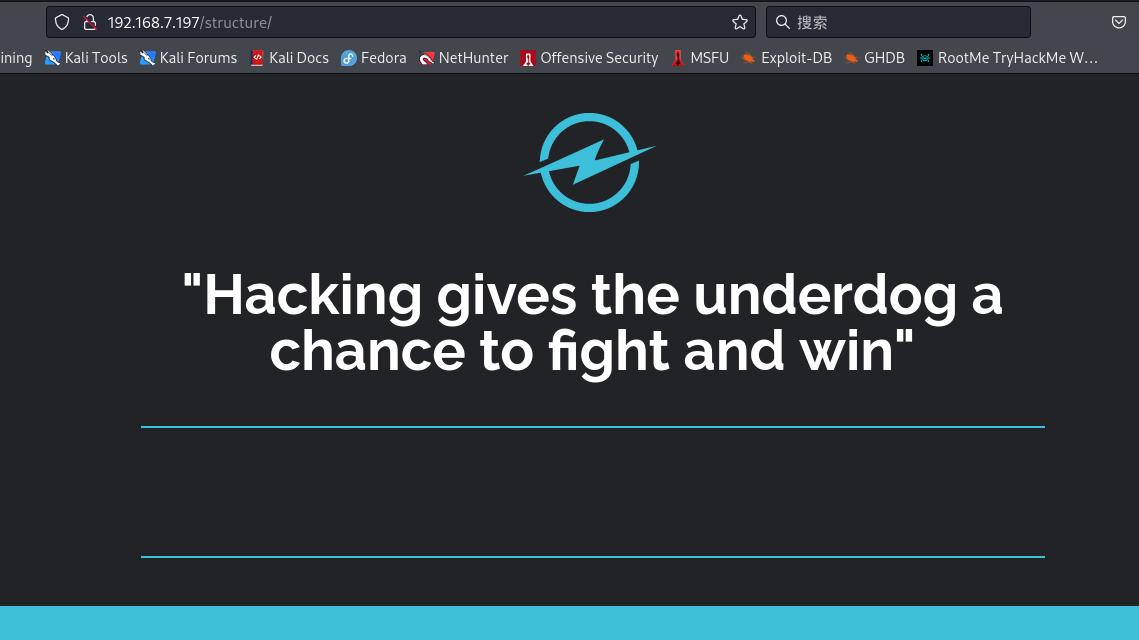 192.168.7.197/structure/
搜索
ining Kali Tools Kali Forums Kali Docs Fedora NetHunter Offensive Security MSFU Exploit-DB GHDB RootMe TryHackMe W…
"Hacking gives the underdog a
chance to fight and win"